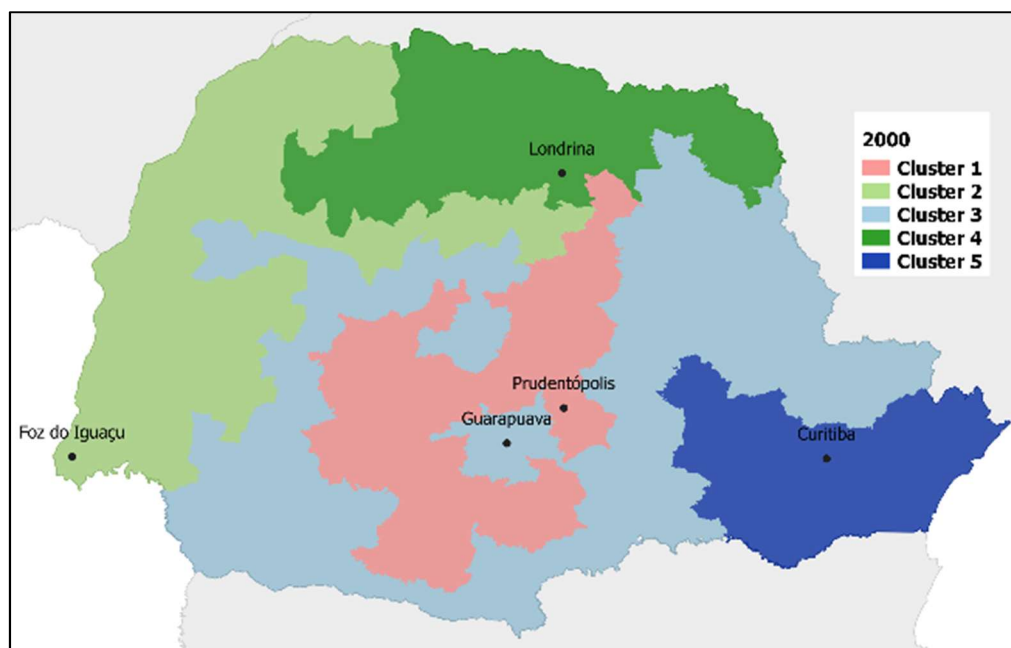 Londrina
2000
Cluster 1
Cluster 2
Cluster 3
Cluster 4
Cluster 5
Prudentópolis
Guarapuava
Foz do Iguaçu
Curitiba